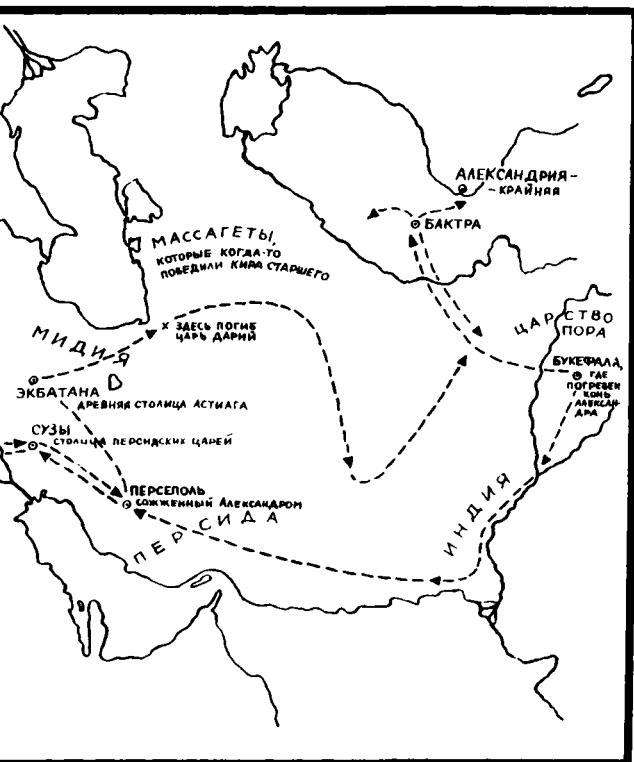 АЛЕКСАНДРИЯ-
-КРАЙНЯЯ
БАКТРА
МАССАГЕТЫ,
КОТОРЫЕ КОГДА-ТО
ПОБЕДИЛИ КИРА СТАРШЕГО
ЦАРСТВО
ПОРА
МИДИЯ
× ЗДЕСЬ ПОГИБ
ЦАРЬ ДАРИЙ
БУКЕФАЛА,
ГДЕ
ПОГРЕБЕН
КОНЬ
АЛЕКСАН-
ДРА
ЭКБАТАНА
ДРЕВНЯЯ СТОЛИЦА АСТИАГА
СУЗЫ
СТОЛИЦА ПЕРСИДСКИХ ЦАРЕЙ
ПЕРСЕПОЛЬ
СОЖЖЕННЫЙ АЛЕКСАНДРОМ
ПЕРСИДА
ИНДИЯ